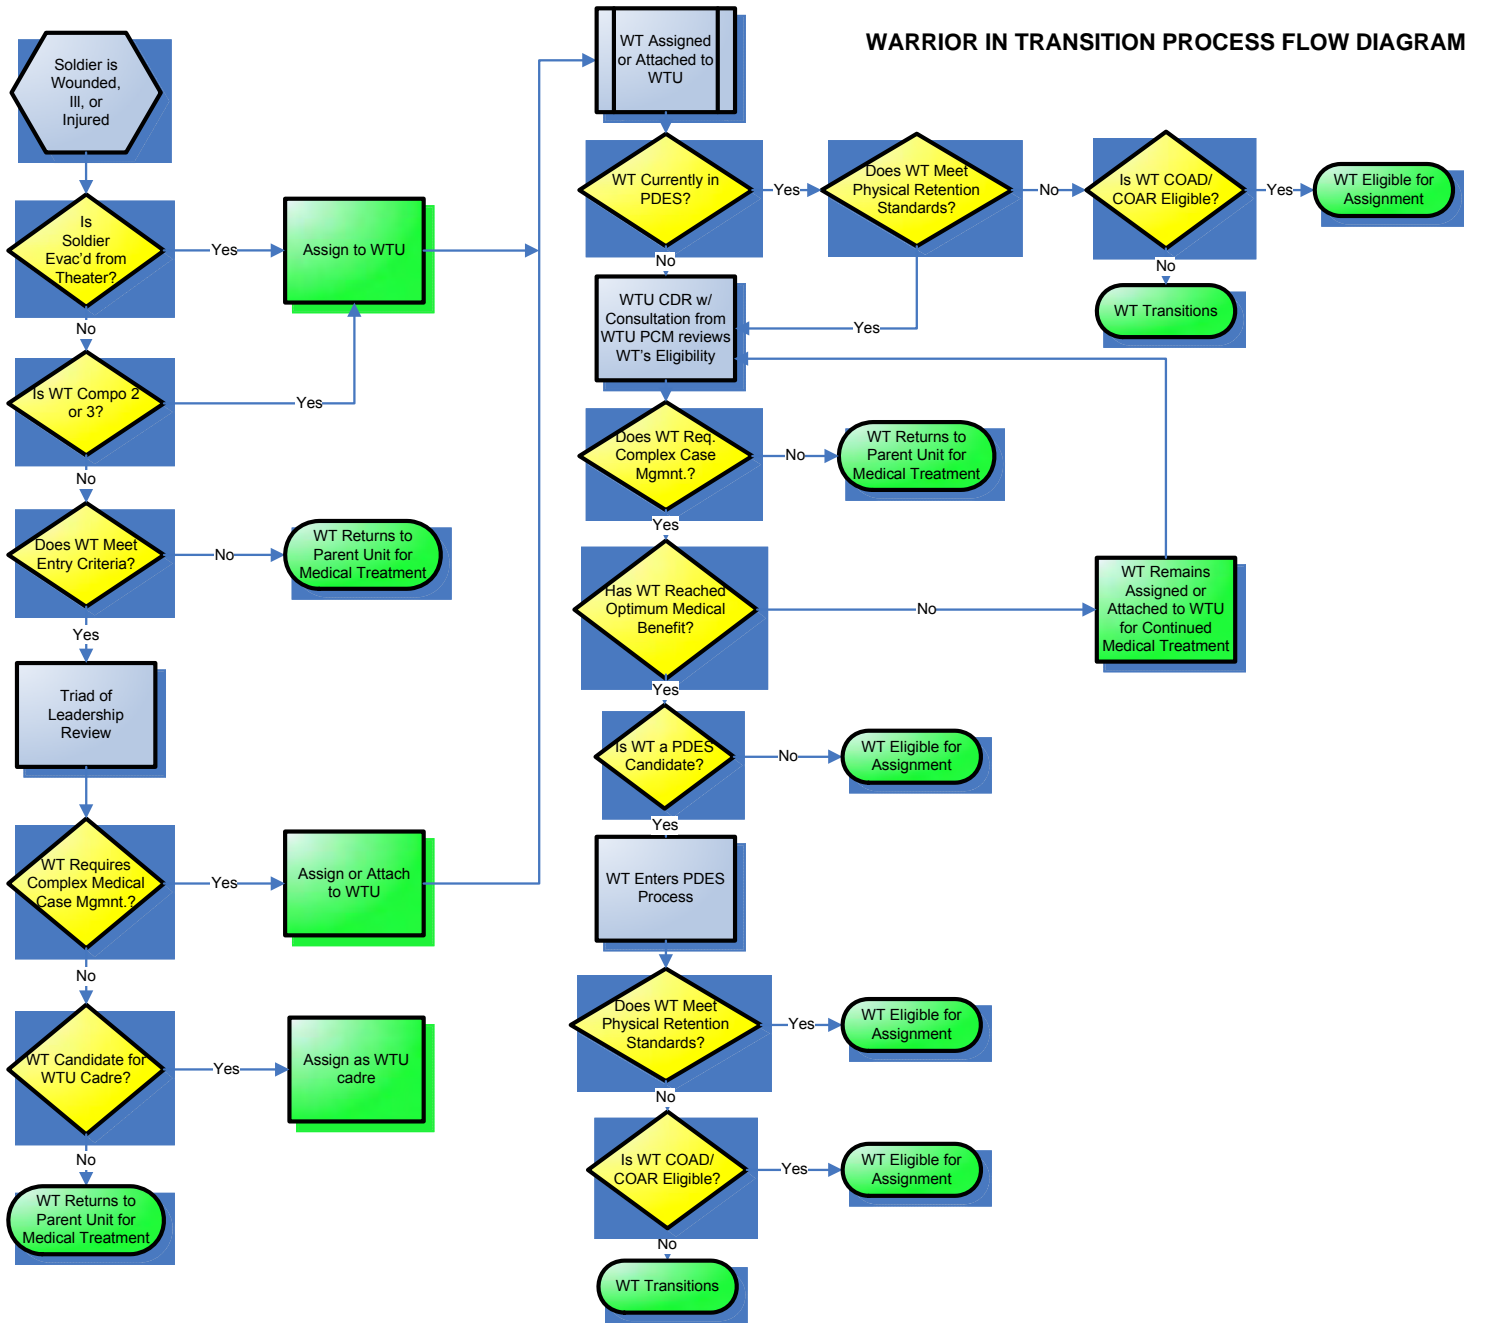 WARRIOR IN TRANSITION PROCESS FLOW DIAGRAM
Soldier is
Wounded,
Ill, or
Injured
Is
Soldier
Evac'd from
Theater?
Yes
Assign to WTU
No
Is WT Compo 2
or 3?
Yes
No
Does WT Meet
Entry Criteria?
No
WT Returns to
Parent Unit for
Medical Treatment
Yes
Triad of
Leadership
Review
WT Requires
Complex Medical
Case Mgmnt.?
Yes
Assign or Attach
to WTU
No
WT Candidate for
WTU Cadre?
Yes
Assign as WTU
cadre
No
WT Returns to
Parent Unit for
Medical Treatment
WT Assigned
or Attached to
WTU
WT Currently in
PDES?
Yes
Does WT Meet
Physical Retention
Standards?
No
Is WT COAD/
COAR Eligible?
Yes
WT Eligible for
Assignment
No
WT Transitions
Yes
No
WTU CDR w/
Consultation from
WTU PCM reviews
WT's Eligibility
Does WT Req.
Complex Case
Mgmnt.?
No
WT Returns to
Parent Unit for
Medical Treatment
Yes
Has WT Reached
Optimum Medical
Benefit?
No
WT Remains
Assigned or
Attached to WTU
for Continued
Medical Treatment
Yes
Is WT a PDES
Candidate?
No
WT Eligible for
Assignment
Yes
WT Enters PDES
Process
Does WT Meet
Physical Retention
Standards?
Yes
WT Eligible for
Assignment
No
Is WT COAD/
COAR Eligible?
Yes
WT Eligible for
Assignment
No
WT Transitions